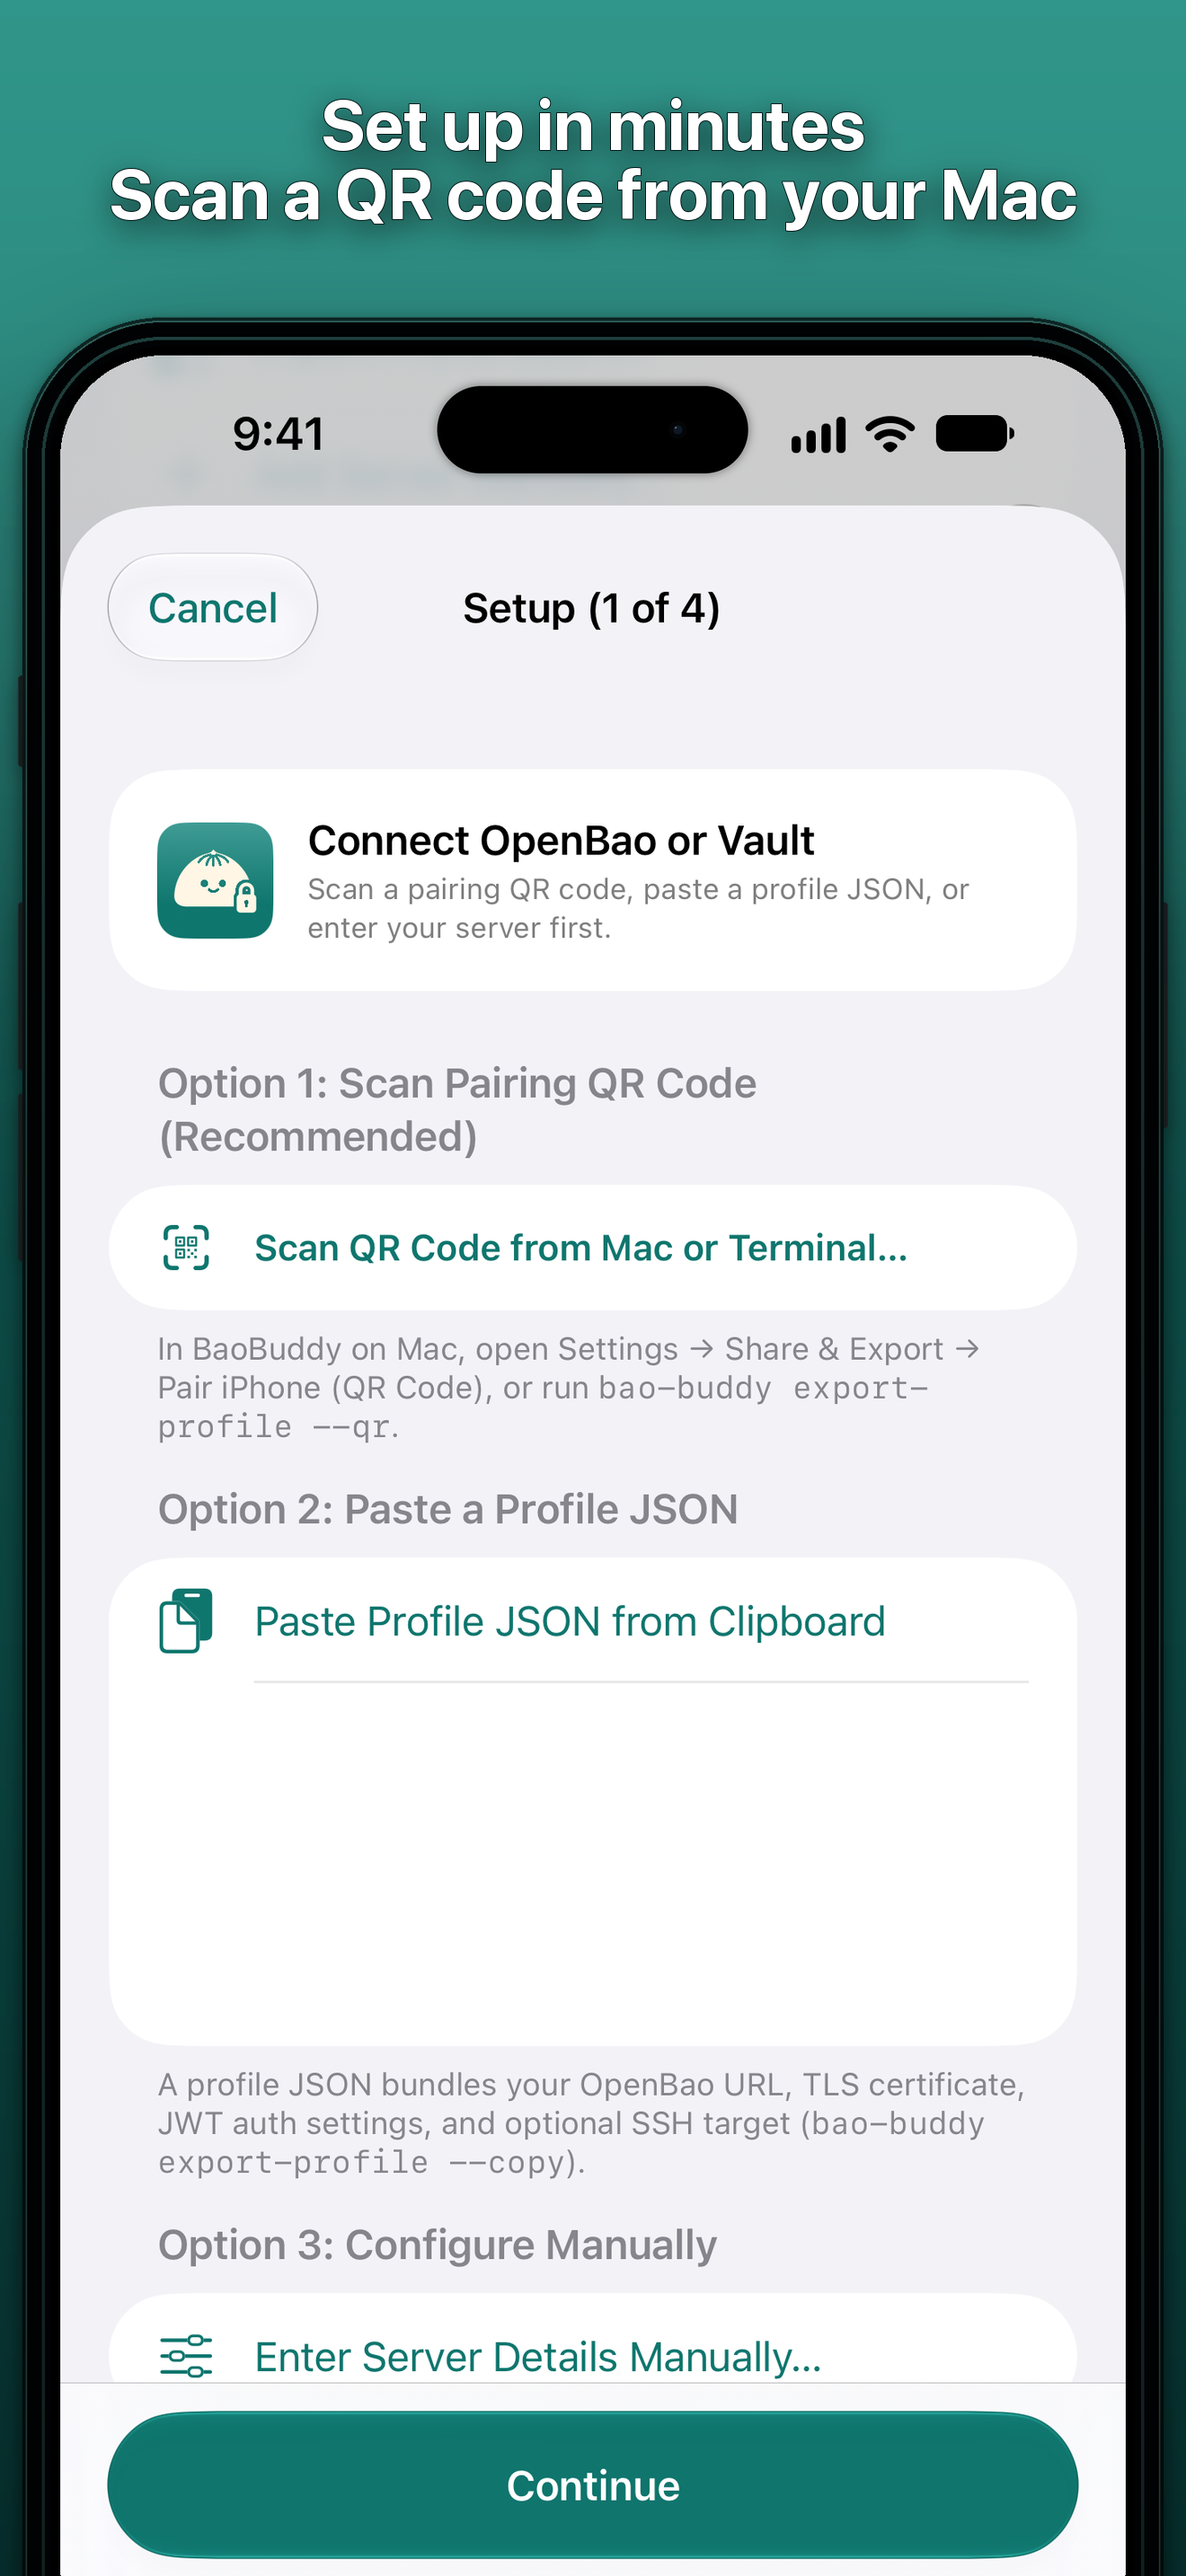 Set up in minutes
Scan a QR code from your Mac
9:41
Cancel
Setup (1 of 4)
Connect OpenBao or Vault
Scan a pairing QR code, paste a profile JSON, or
enter your server first.
Option 1: Scan Pairing QR Code
(Recommended)
Scan QR Code from Mac or Terminal...
In BaoBuddy on Mac, open Settings → Share & Export →
Pair iPhone (QR Code), or run bao-buddy export-
profile --qr.
Option 2: Paste a Profile JSON
Paste Profile JSON from Clipboard
A profile JSON bundles your OpenBao URL, TLS certificate,
JWT auth settings, and optional SSH target (bao-buddy
export-profile --copy).
Option 3: Configure Manually
Enter Server Details Manually...
Continue